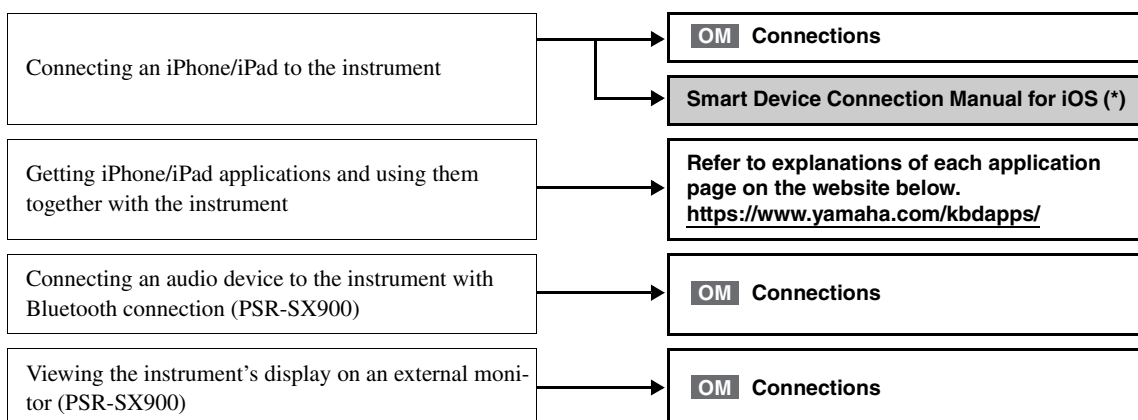 Connecting an iPhone/iPad to the instrument
OM Connections
Smart Device Connection Manual for iOS (*)
Getting iPhone/iPad applications and using them
together with the instrument
Refer to explanations of each application
page on the website below.
https://www.yamaha.com/kbdapps/
Connecting an audio device to the instrument with
Bluetooth connection (PSR-SX900)
OM Connections
Viewing the instrument's display on an external moni-
tor (PSR-SX900)
OM Connections